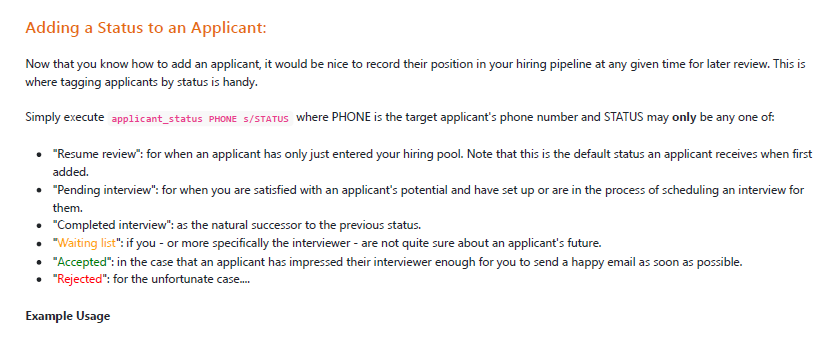 Adding a Status to an Applicant:
Now that you know how to add an applicant, it would be nice to record their position in your hiring pipeline at any given time for later review. This is
where tagging applicants by status is handy.
Simply execute applicant_status PHONE s/STATUS where PHONE is the target applicant's phone number and STATUS may only be any one of:
• "Resume review": for when an applicant has only just entered your hiring pool. Note that this is the default status an applicant receives when first
added.
• "Pending interview": for when you are satisfied with an applicant's potential and have set up or are in the process of scheduling an interview for
them.
• "Completed interview": as the natural successor to the previous status.
• "Waiting list": if you - or more specifically the interviewer - are not quite sure about an applicant's future.
• "Accepted": in the case that an applicant has impressed their interviewer enough for you to send a happy email as soon as possible.
• "Rejected": for the unfortunate case....
Example Usage